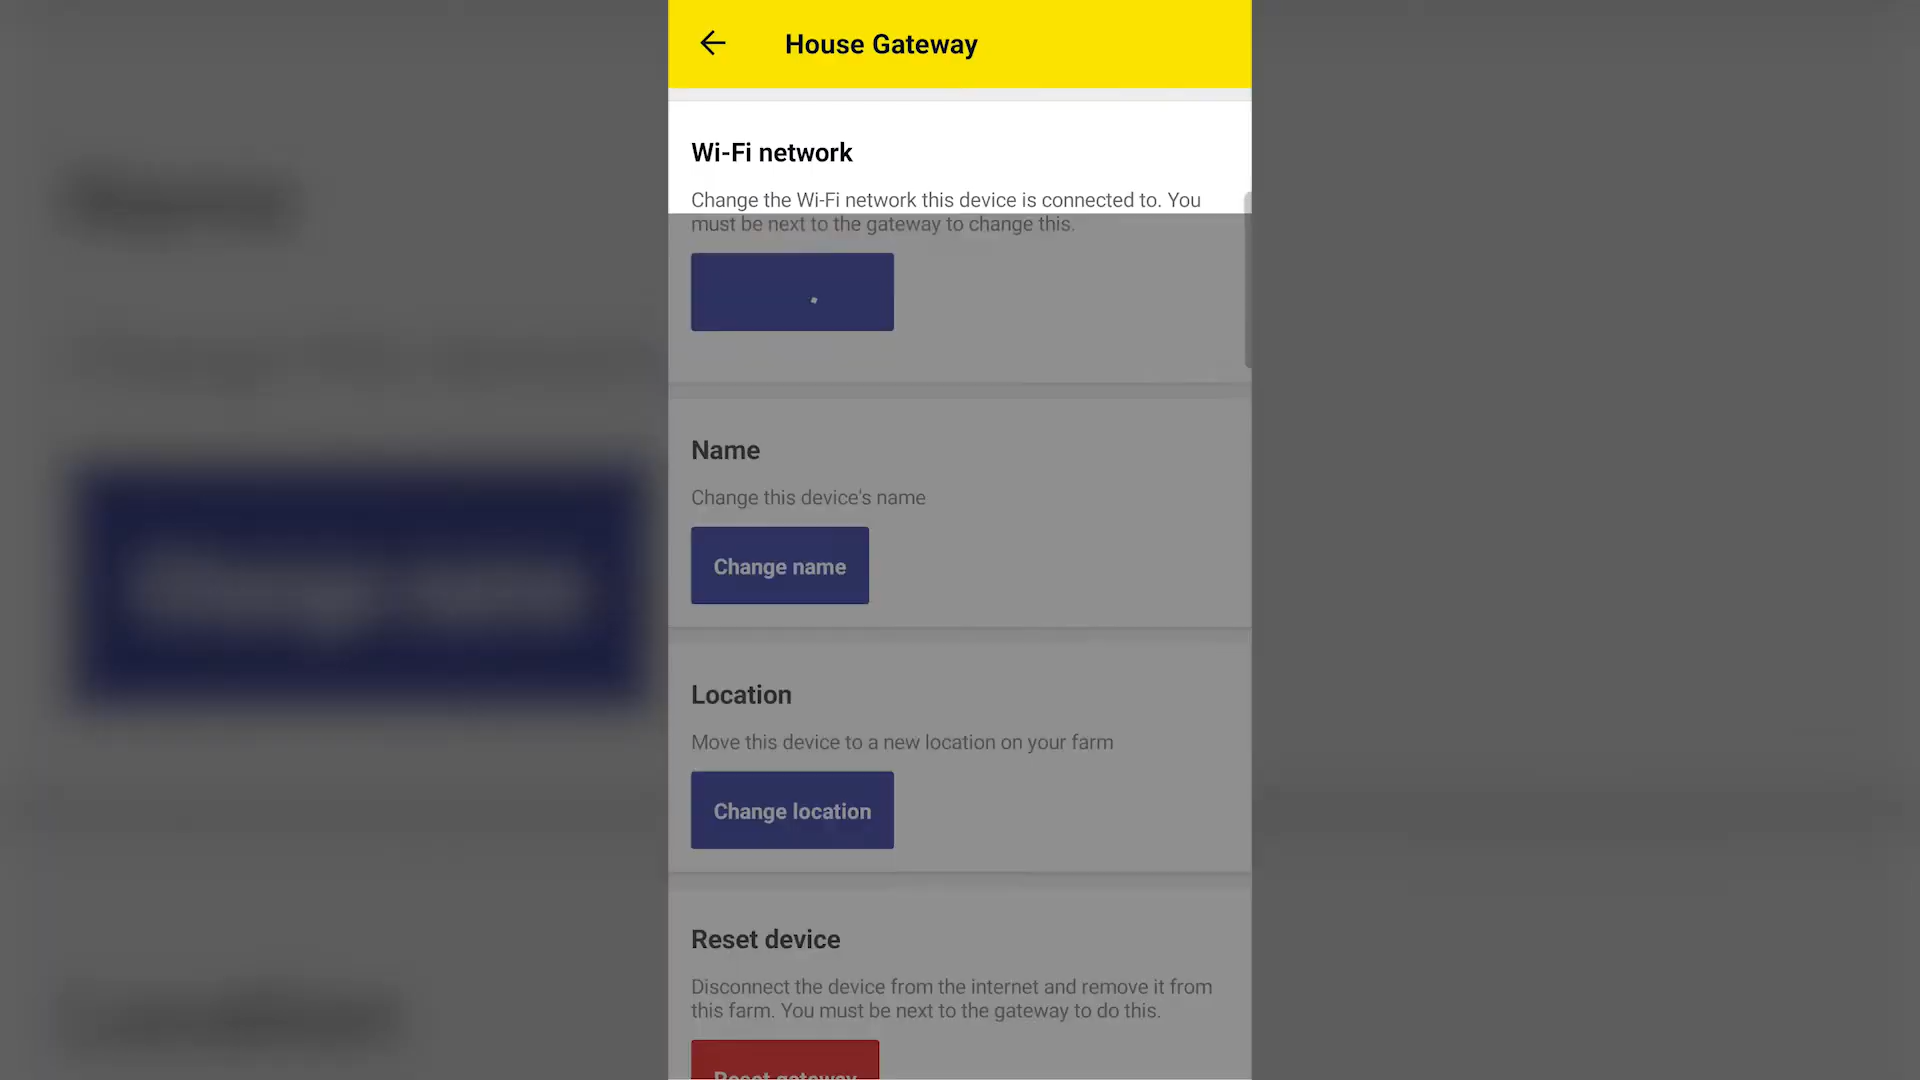 House Gateway
Wi-Fi network
Change the Wi-Fi network this device is connected to. You
must be next to the gateway to change this.
Name
Change this device's name
Change name
Location
Move this device to a new location on your farm
Change location
Reset device
Disconnect the device from the internet and remove it from
this farm. You must be next to the gateway to do this.
Reset gateway